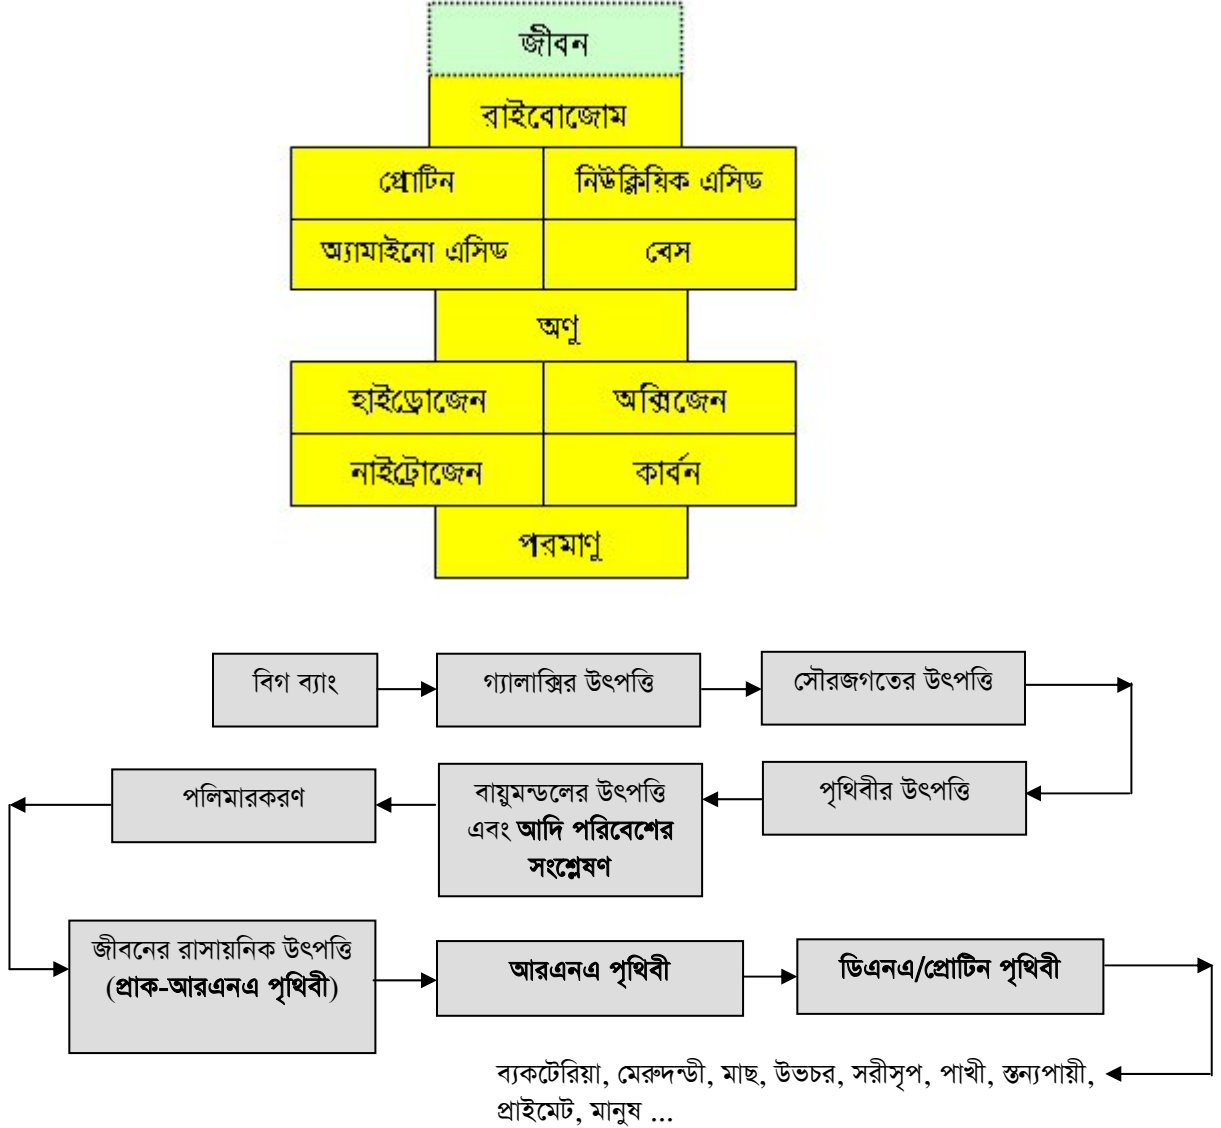 জীবন
রাইবোজোম
প্রোটিন
নিউক্লিয়িক এসিড
অ্যামাইনো এসিড
বেস
অণু
হাইড্রোজেন
অক্সিজেন
নাইট্রোজেন
কার্বন
পরমাণু
বিগ ব্যাং
গ্যালাক্সির উৎপত্তি
সৌরজগতের উৎপত্তি
পৃথিবীর উৎপত্তি
বায়ুমন্ডলের উৎপত্তি
এবং আদি পরিবেশের
সংশ্লেষণ
পলিমারকরণ
জীবনের রাসায়নিক উৎপত্তি
(প্রাক-আরএনএ পৃথিবী)
আরএনএ পৃথিবী
ডিএনএ/প্রোটিন পৃথিবী
ব্যকটেরিয়া, মেরুদন্ডী, মাছ, উভচর, সরীসৃপ, পাখী, স্তন্যপায়ী,
প্রাইমেট, মানুষ ...